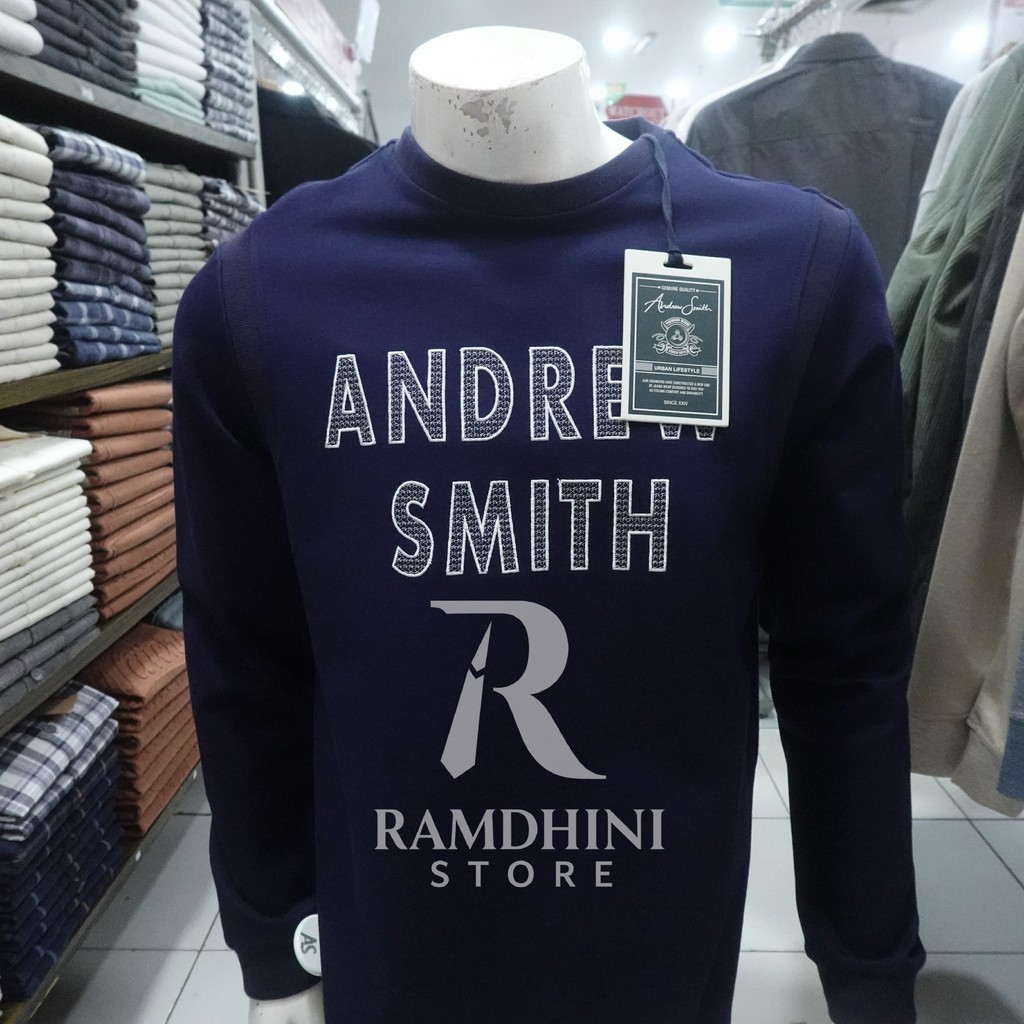 GENUINE QUALITY
Andrew Smith
URBAN LIFESTYLE
SINCE XXIV
ANDREW
SMITH
R
RAMDHINI
STORE
AS